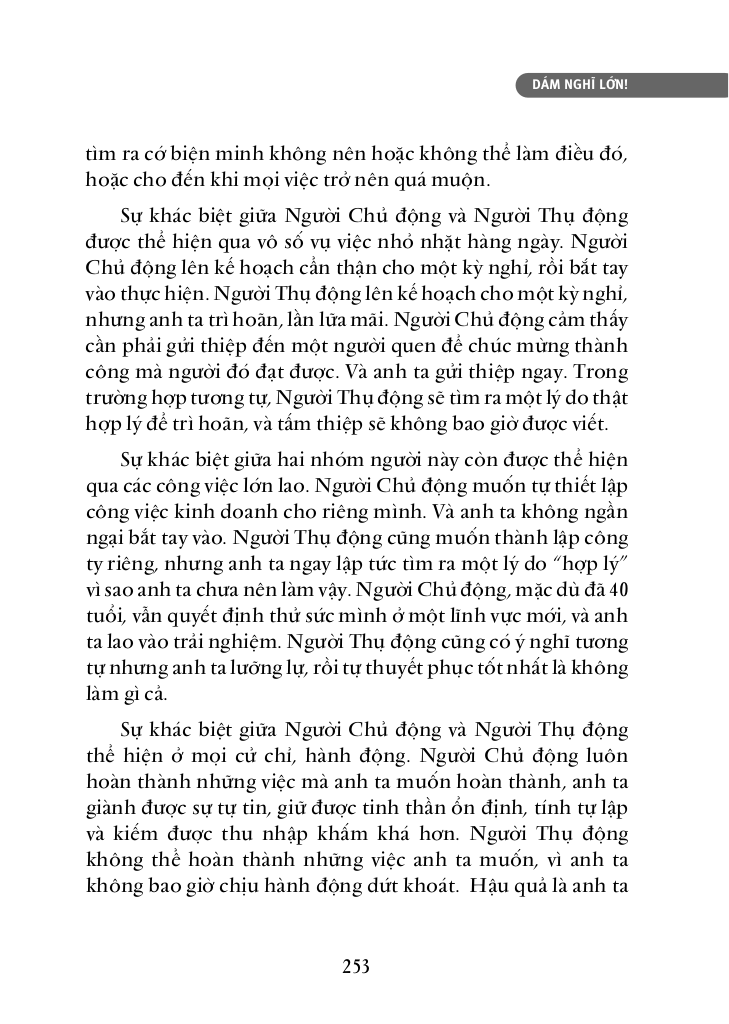 DÁM NGHĨ LỚN!
tìm ra cớ biện minh không nên hoặc không thể làm điều đó,
hoặc cho đến khi mọi việc trở nên quá muộn.
Sự khác biệt giữa Người Chủ động và Người Thụ động
được thể hiện qua vô số vụ việc nhỏ nhặt hàng ngày. Người
Chủ động lên kế hoạch cẩn thận cho một kỳ nghỉ, rồi bắt tay
vào thực hiện. Người Thụ động lên kế hoạch cho một kỳ nghỉ,
nhưng anh ta trì hoãn, lần lữa mãi. Người Chủ động cảm thấy
cần phải gửi thiệp đến một người quen để chúc mừng thành
công mà người đó đạt được. Và anh ta gửi thiệp ngay. Trong
trường hợp tương tự, Người Thụ động sẽ tìm ra một lý do thật
hợp lý để trì hoãn, và tấm thiệp sẽ không bao giờ được viết.
Sự khác biệt giữa hai nhóm người này còn được thể hiện
qua các công việc lớn lao. Người Chủ động muốn tự thiết lập
công việc kinh doanh cho riêng mình. Và anh ta không ngần
ngại bắt tay vào. Người Thụ động cũng muốn thành lập công
ty riêng, nhưng anh ta ngay lập tức tìm ra một lý do “hợp lý”
vì sao anh ta chưa nên làm vậy. Người Chủ động, mặc dù đã 40
tuổi, vẫn quyết định thử sức mình ở một lĩnh vực mới, và anh
ta lao vào trải nghiệm. Người Thụ động cũng có ý nghĩ tương
tự nhưng anh ta lưỡng lự, rồi tự thuyết phục tốt nhất là không
làm gì cả.
Sự khác biệt giữa Người Chủ động và Người Thụ động
thể hiện ở mọi cử chỉ, hành động. Người Chủ động luôn
hoàn thành những việc mà anh ta muốn hoàn thành, anh ta
giành được sự tự tin, giữ được tinh thần ổn định, tính tự lập
và kiếm được thu nhập khấm khá hơn. Người Thụ động
không thể hoàn thành những việc anh ta muốn, vì anh ta
không bao giờ chịu hành động dứt khoát. Hậu quả là anh ta
253